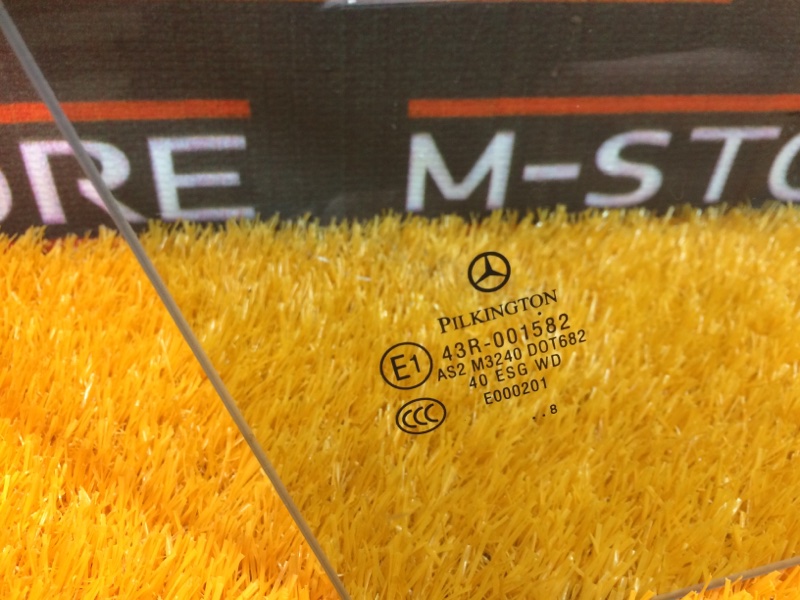 ORE M-STO
PILKINGTON
43R-001582
E1
AS2 M3240 DOT682
40 ESG WD
E000201
CCC
. . 8